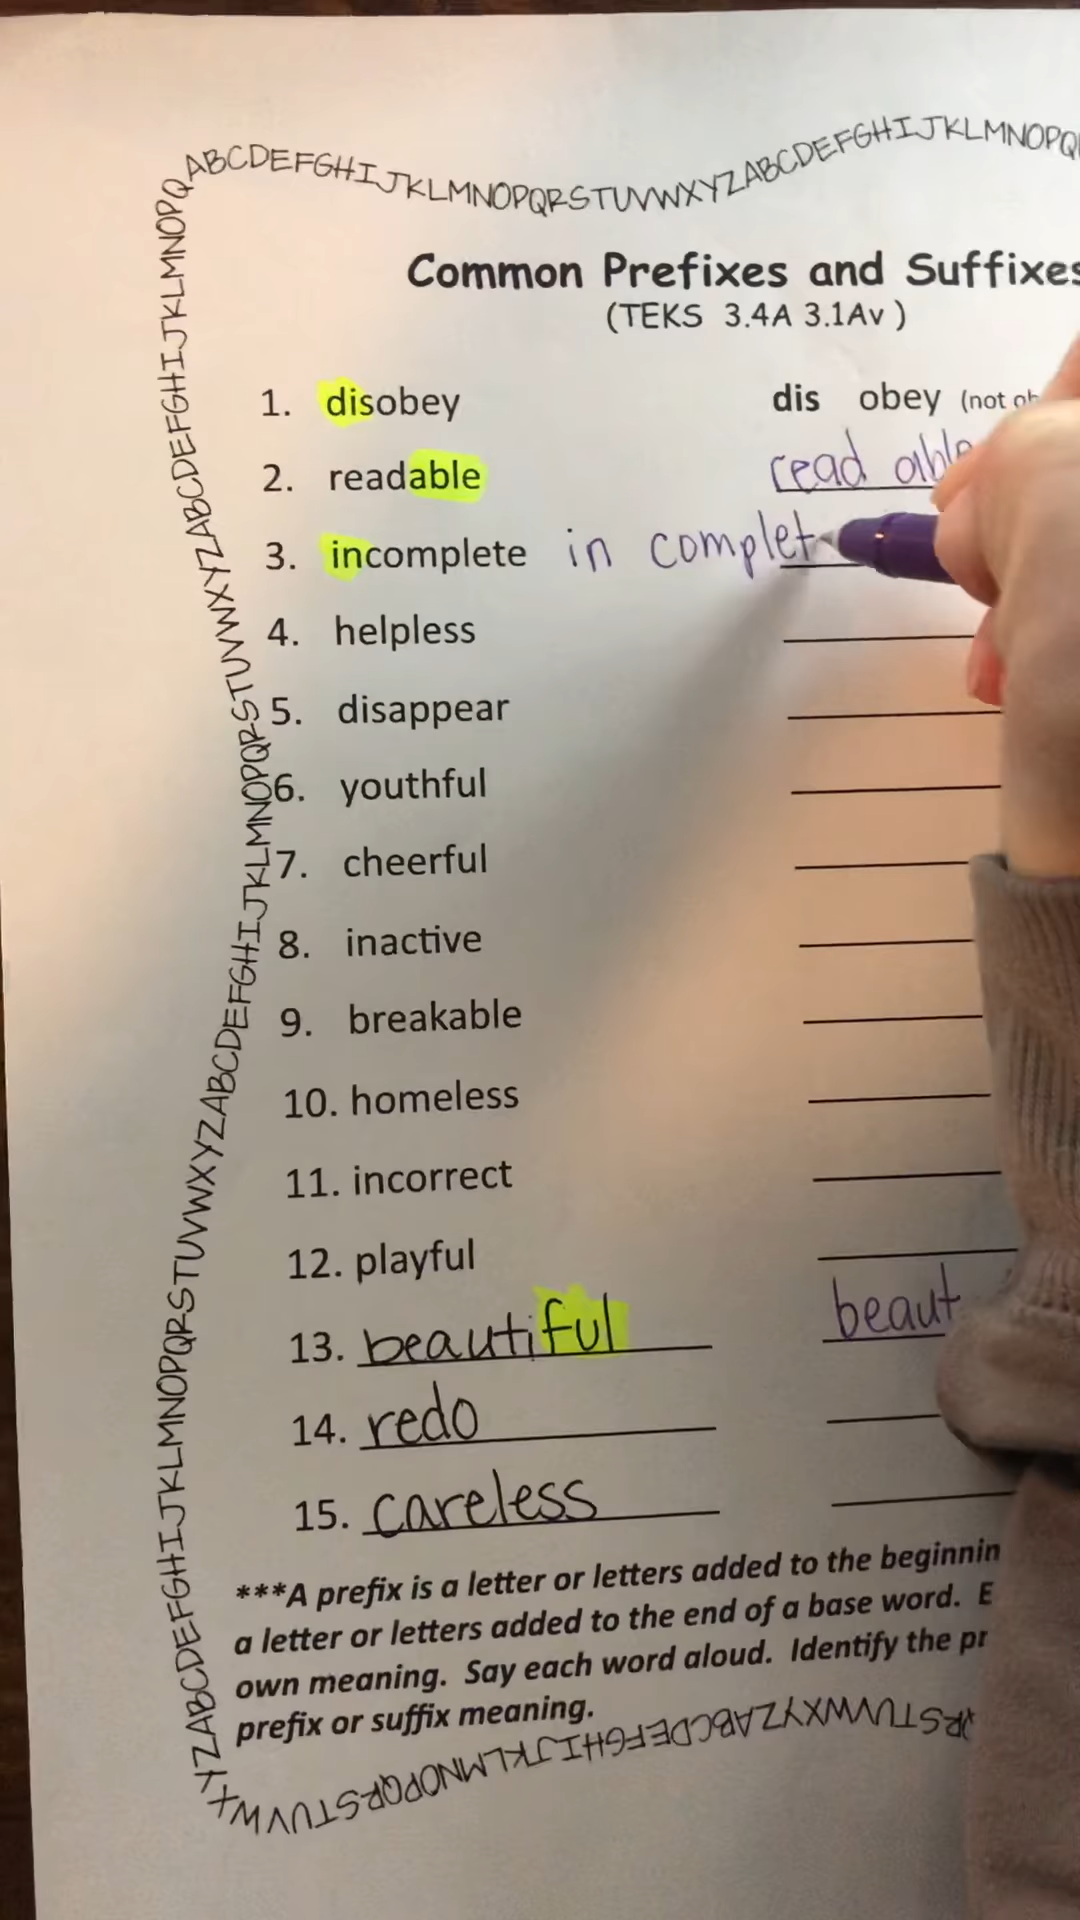 ABCDEFGHIJKLMNOPQRSTUVWXYZABCDEFGHIJKLMNOPQ
Common Prefixes and Suffixes
(TEKS 3.4A 3.1Av )
1. disobey dis obey (not
2. readable read able
3. incomplete in complet
4. helpless
5. disappear
6. youthful
7. cheerful
8. inactive
9. breakable
10. homeless
11. incorrect
12. playful
13. beautiful beaut
14. redo
15. careless
***A prefix is a letter or letters added to the beginnin
a letter or letters added to the end of a base word. E
own meaning. Say each word aloud. Identify the pr
prefix or suffix meaning.
YZABCDEFGHIJKLMNOPQRSTUVWXYZABCDEFGHIJKLMNOPQRSTUVWXYZABCDEFGHIJKLMNOPQ